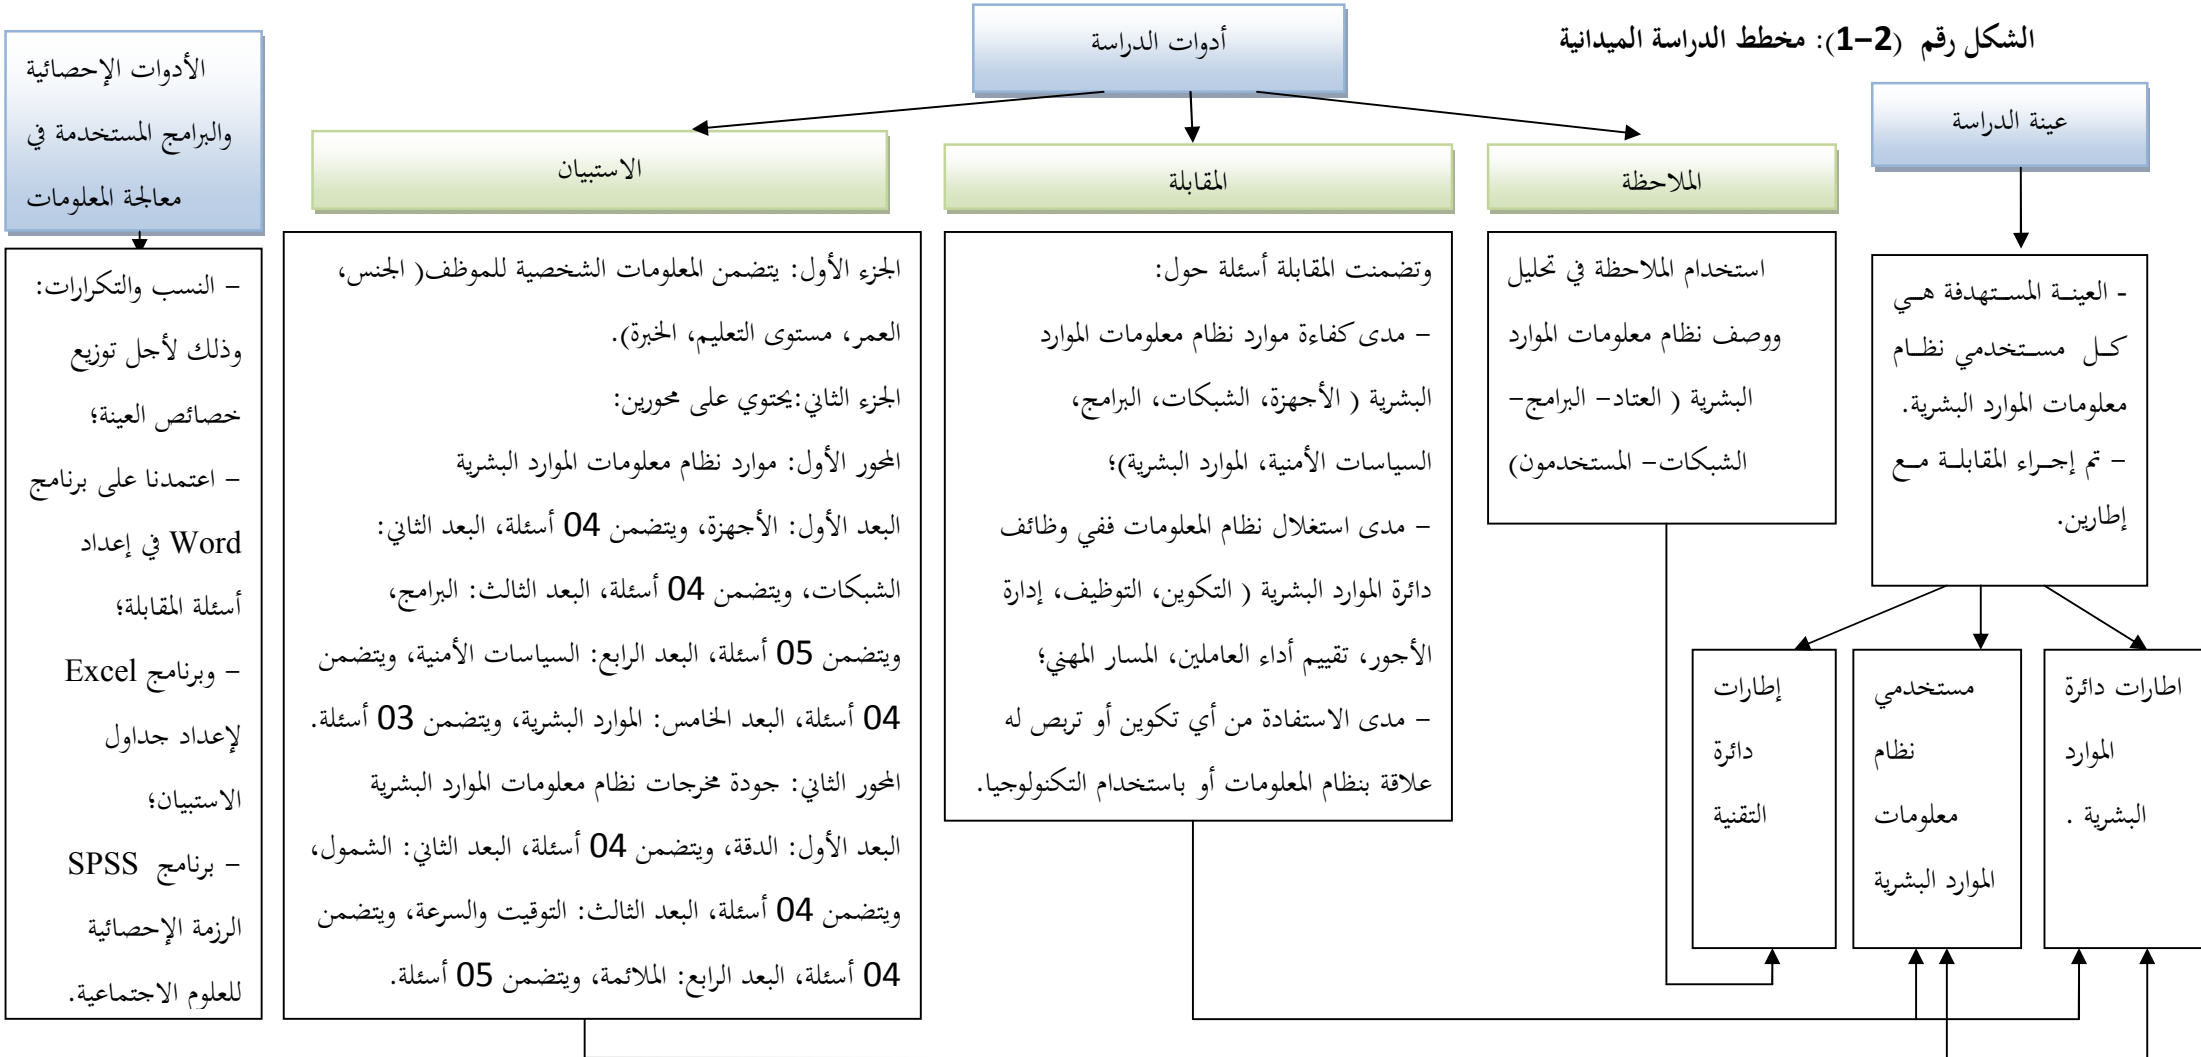 الشكل رقم (2–1): مخطط الدراسة الميدانية
عينة الدراسة
- العينـة المسـتهدفة هـي
كـل مسـتخدمي نظـام
معلومات الموارد البشرية.
– تم إجـراء المقابلـة مـع
إطارين.
اطارات دائرة
الموارد
البشرية .
مستخدمي
نظام
معلومات
الموارد البشرية
إطارات
دائرة
التقنية
أدوات الدراسة
الملاحظة
استخدام الملاحظة في تحليل
ووصف نظام معلومات الموارد
البشرية ( العتاد– البرامج–
الشبكات– المستخدمون)
المقابلة
وتضمنت المقابلة أسئلة حول:
– مدى كفاءة موارد نظام معلومات الموارد
البشرية ( الأجهزة، الشبكات، البرامج،
السياسات الأمنية، الموارد البشرية)؛
– مدى استغلال نظام المعلومات ففي وظائف
دائرة الموارد البشرية ( التكوين، التوظيف، إدارة
الأجور، تقييم أداء العاملين، المسار المهني؛
– مدى الاستفادة من أي تكوين أو تربص له
علاقة بنظام المعلومات أو باستخدام التكنولوجيا.
الاستبيان
الجزء الأول: يتضمن المعلومات الشخصية للموظف( الجنس،
العمر، مستوى التعليم، الخبرة).
الجزء الثاني:يحتوي على محورين:
المحور الأول: موارد نظام معلومات الموارد البشرية
البعد الأول: الأجهزة، ويتضمن 04 أسئلة، البعد الثاني:
الشبكات، ويتضمن 04 أسئلة، البعد الثالث: البرامج،
ويتضمن 05 أسئلة، البعد الرابع: السياسات الأمنية، ويتضمن
04 أسئلة، البعد الخامس: الموارد البشرية، ويتضمن 03 أسئلة.
المحور الثاني: جودة مخرجات نظام معلومات الموارد البشرية
البعد الأول: الدقة، ويتضمن 04 أسئلة، البعد الثاني: الشمول،
ويتضمن 04 أسئلة، البعد الثالث: التوقيت والسرعة، ويتضمن
04 أسئلة، البعد الرابع: الملائمة، ويتضمن 05 أسئلة.
الأدوات الإحصائية
والبرامج المستخدمة في
معالجة المعلومات
– النسب والتكرارات:
وذلك لأجل توزيع
خصائص العينة؛
– اعتمدنا على برنامج
Word في إعداد
أسئلة المقابلة؛
– وبرنامج Excel
لإعداد جداول
الاستبيان؛
– برنامج SPSS
الرزمة الإحصائية
للعلوم الاجتماعية.